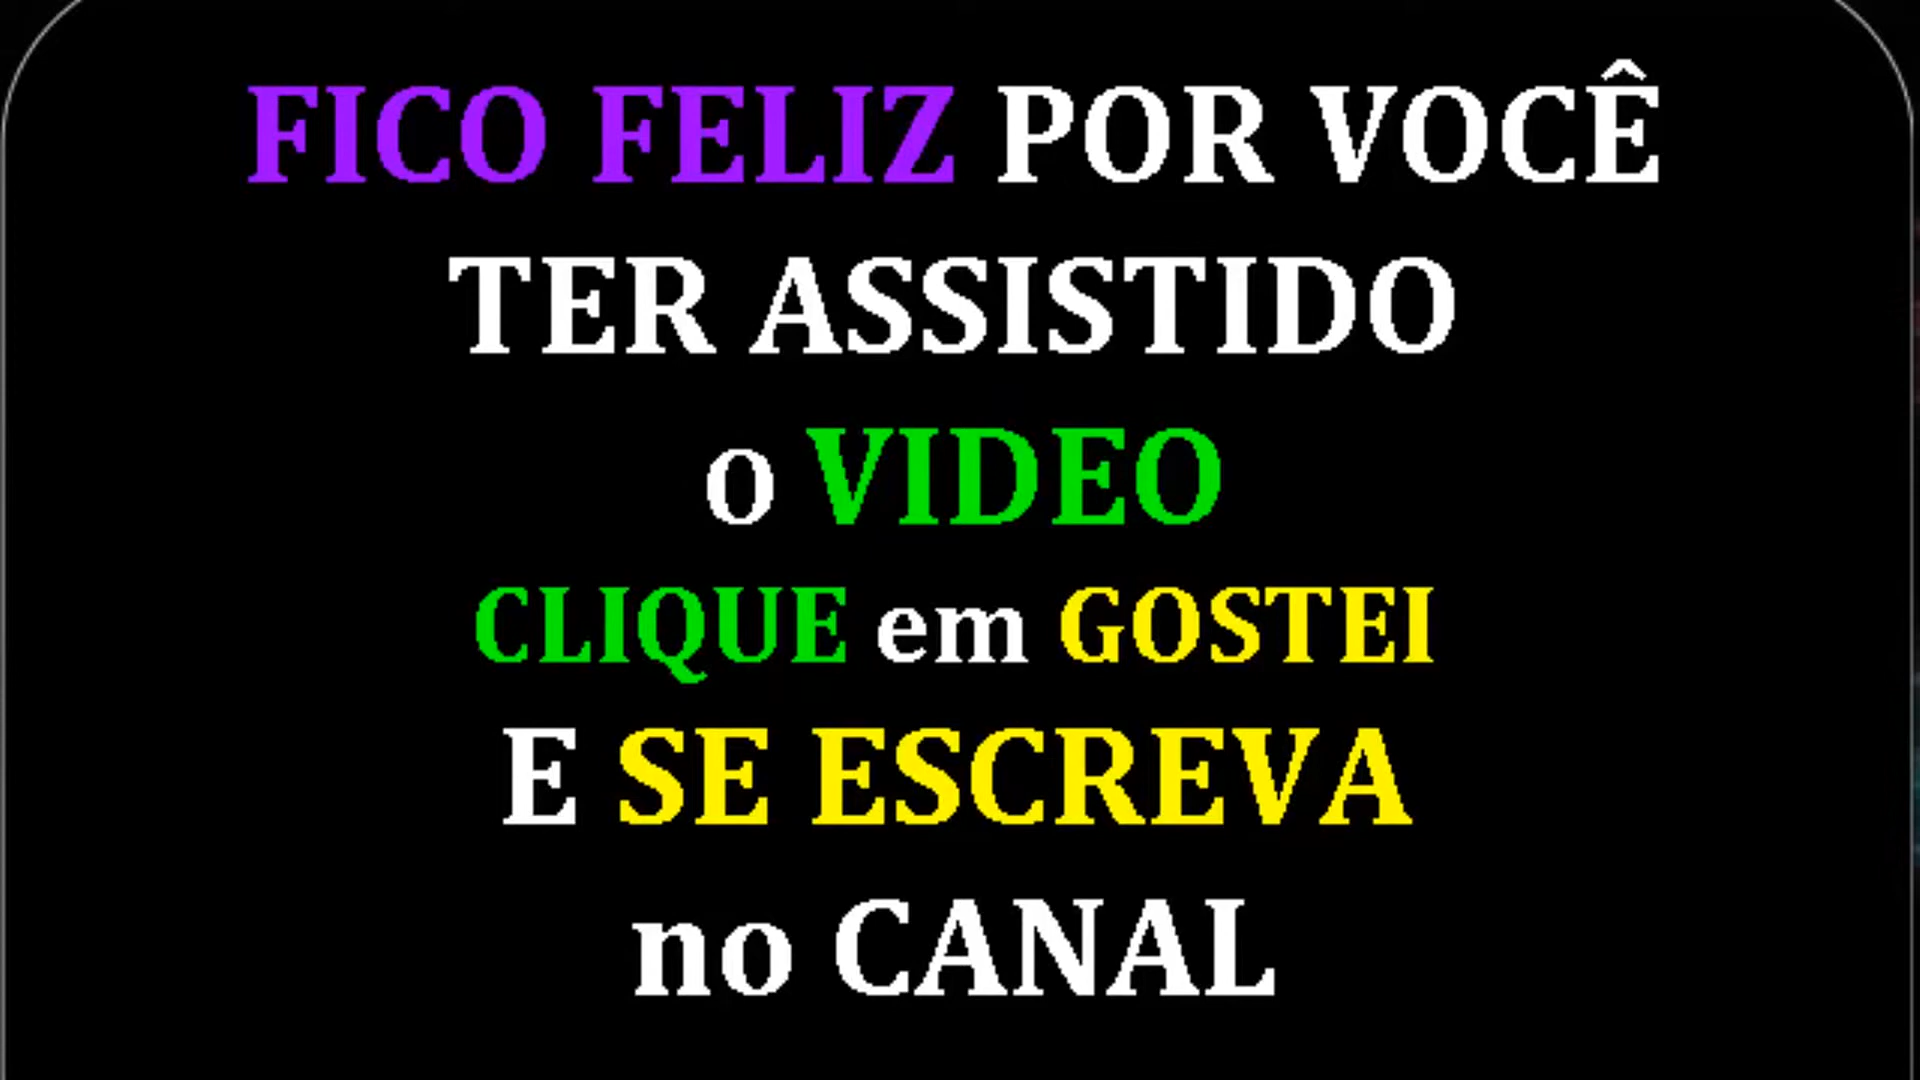 FICO FELIZ POR VOCÊ
TER ASSISTIDO
o VIDEO
CLIQUE em GOSTEI
E SE ESCREVA
no CANAL